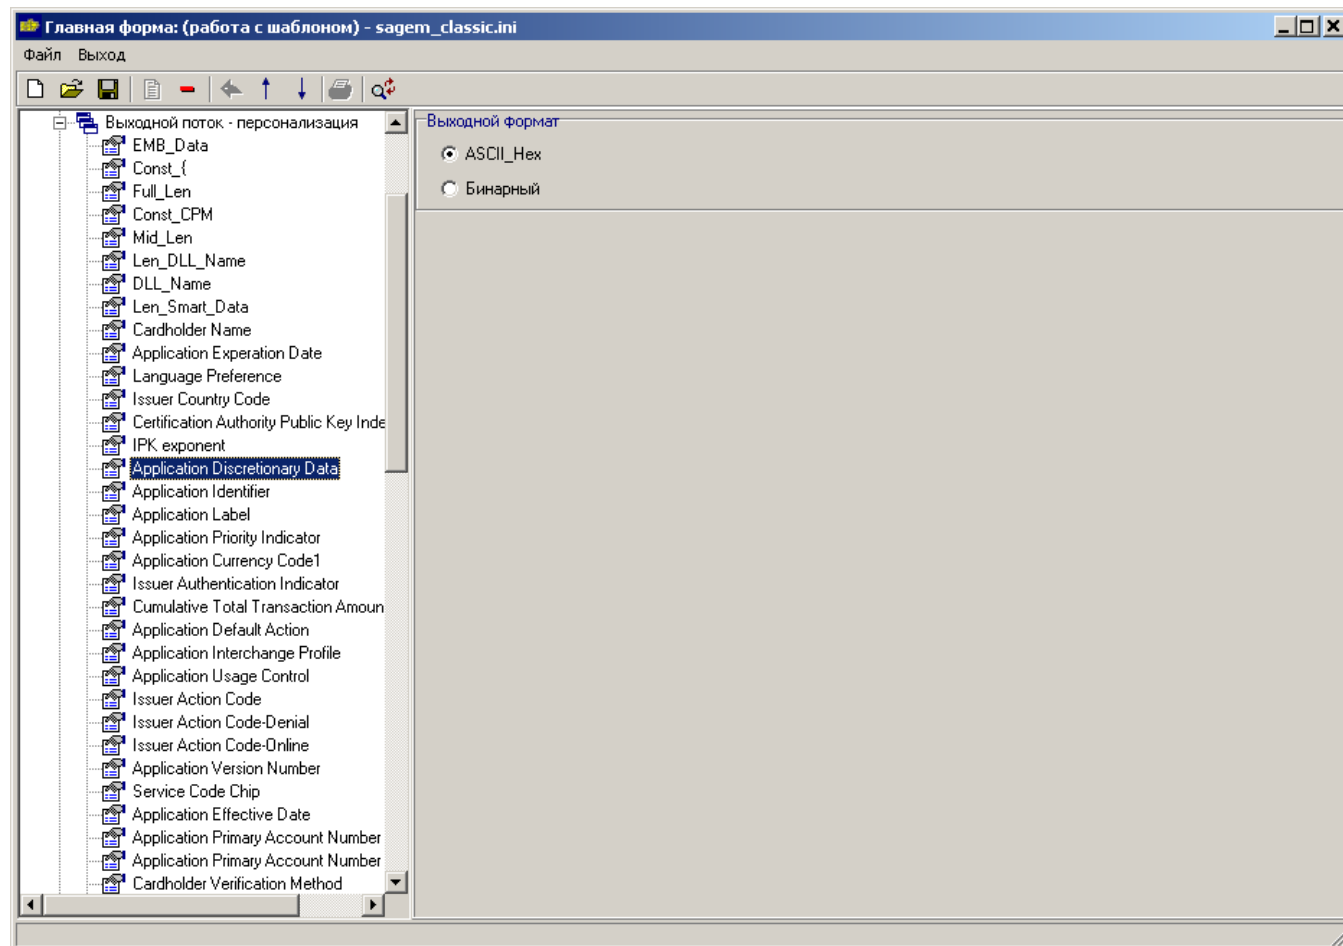 Главная форма: (работа с шаблоном) - sagem_classic.ini
Файл Выход
Выходной поток - персонализация
EMB_Data
Const_{
Full_Len
Const_CPM
Mid_Len
Len_DLL_Name
DLL_Name
Len_Smart_Data
Cardholder Name
Application Experation Date
Language Preference
Issuer Country Code
Certification Authority Public Key Inde
IPK exponent
Application Discretionary Data
Application Identifier
Application Label
Application Priority Indicator
Application Currency Code1
Issuer Authentication Indicator
Cumulative Total Transaction Amoun
Application Default Action
Application Interchange Profile
Application Usage Control
Issuer Action Code
Issuer Action Code-Denial
Issuer Action Code-Online
Application Version Number
Service Code Chip
Application Effective Date
Application Primary Account Number
Application Primary Account Number
Cardholder Verification Method
Выходной формат
ASCII_Hex
Бинарный